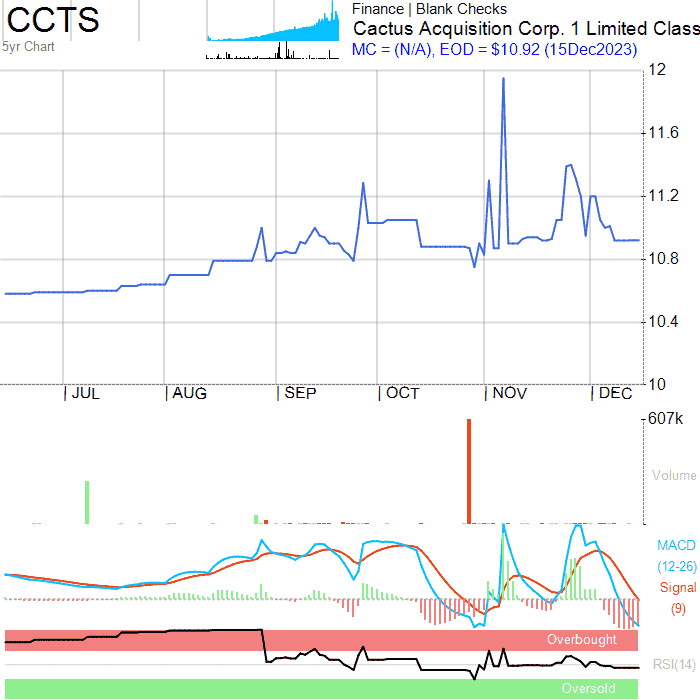 CCTS
5yr Chart
Finance | Blank Checks
Cactus Acquisition Corp. 1 Limited Class
MC = (N/A), EOD = $10.92 (15Dec2023)
12
11.6
11.2
10.8
10.4
10
JUL
AUG
SEP
OCT
NOV
DEC
607k
Volume
MACD
(12-26)
Signal
(9)
Overbought
RSI(14)
Oversold